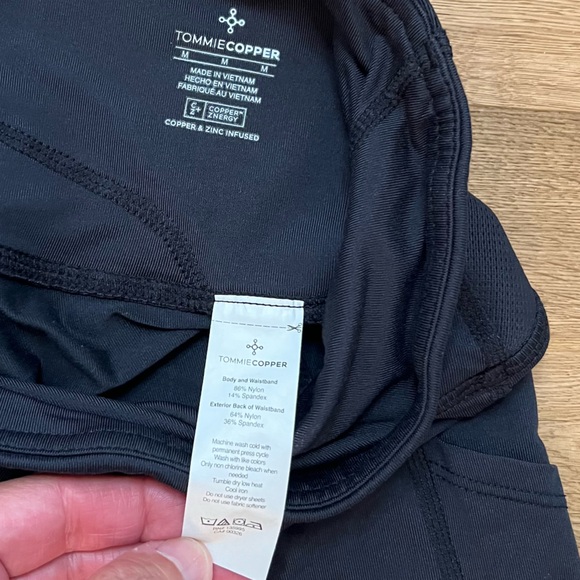 TOMMIECOPPER
M M M
MADE IN VIETNAM
HECHO EN VIETNAM
FABRIQUÉ AU VIETNAM
C Z+ COPPER™
ZNERGY
COPPER & ZINC INFUSED
TOMMIECOPPER
Body and Waistband
86% Nylon
14% Spandex
Exterior Back of Waistband
64% Nylon
36% Spandex
Machine wash cold with
permanent press cycle
Wash with like colors
Only non chlorine bleach when
needed
Tumble dry low heat
Cool iron
Do not use dryer sheets
Do not use fabric softener